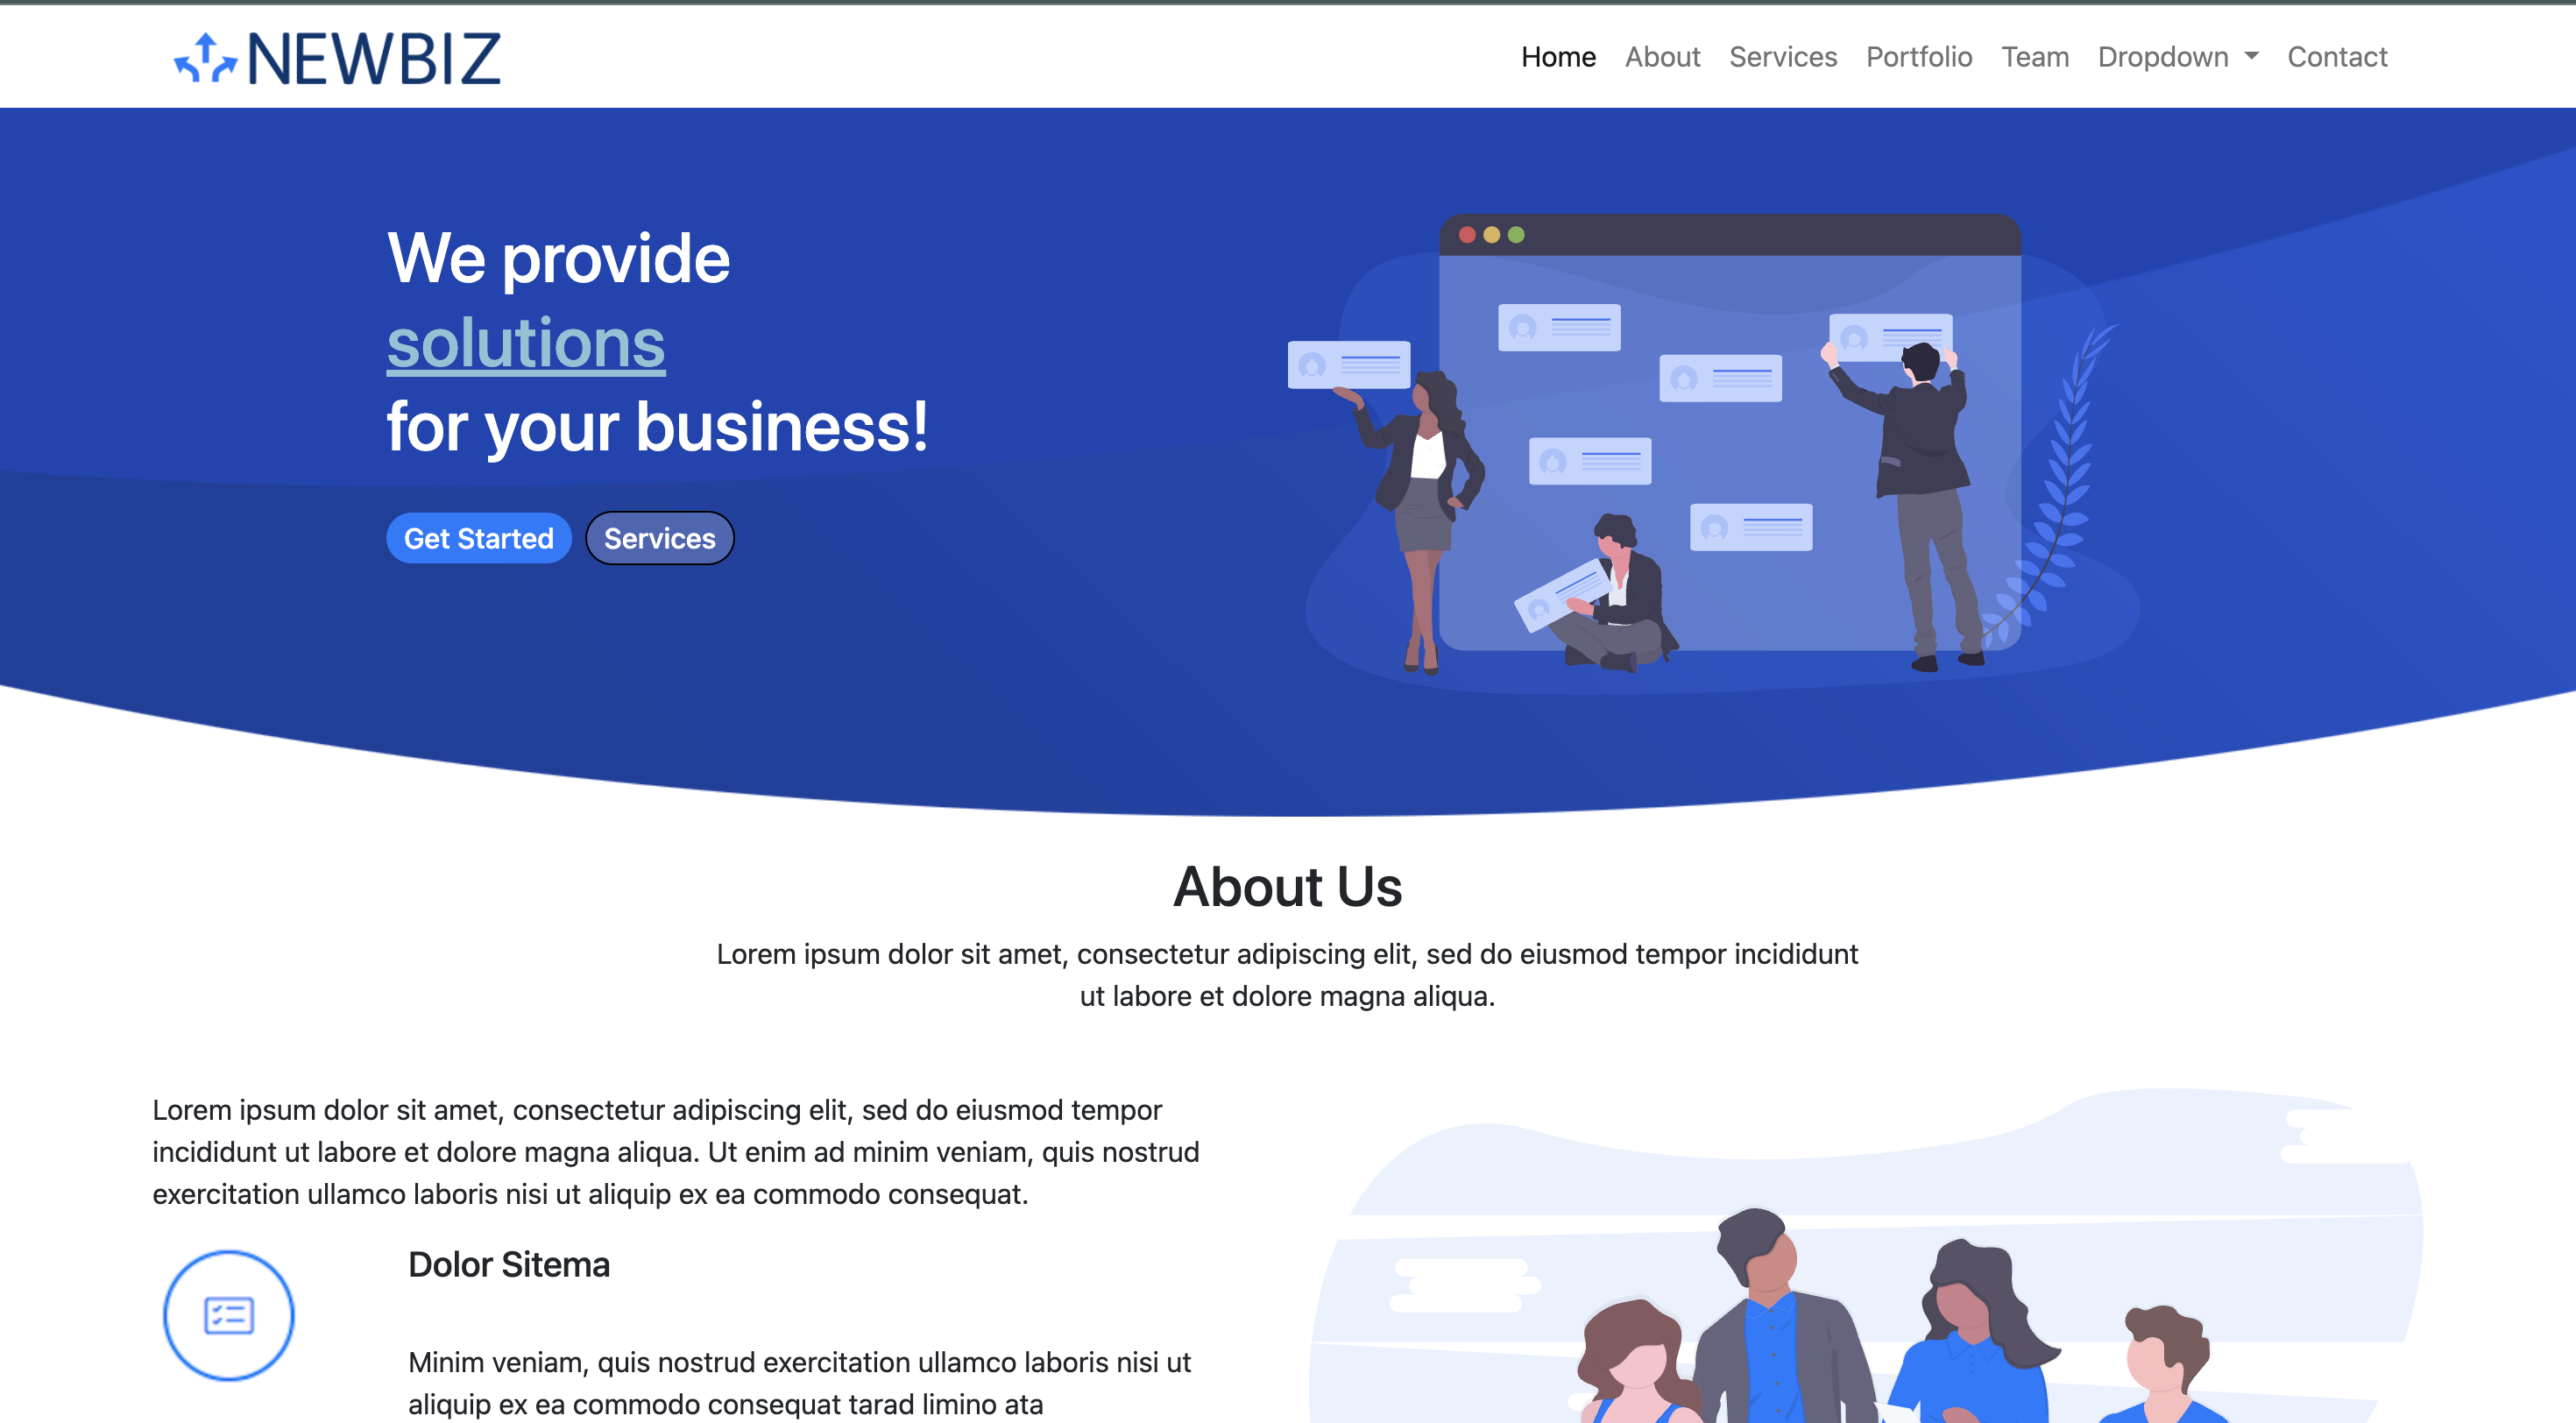 NEWBIZ
Home About Services Portfolio Team Dropdown Contact
We provide
solutions
for your business!
Get Started Services
About Us
Lorem ipsum dolor sit amet, consectetur adipiscing elit, sed do eiusmod tempor incididunt
ut labore et dolore magna aliqua.
Lorem ipsum dolor sit amet, consectetur adipiscing elit, sed do eiusmod tempor
incididunt ut labore et dolore magna aliqua. Ut enim ad minim veniam, quis nostrud
exercitation ullamco laboris nisi ut aliquip ex ea commodo consequat.
Dolor Sitema
Minim veniam, quis nostrud exercitation ullamco laboris nisi ut
aliquip ex ea commodo consequat tarad limino ata